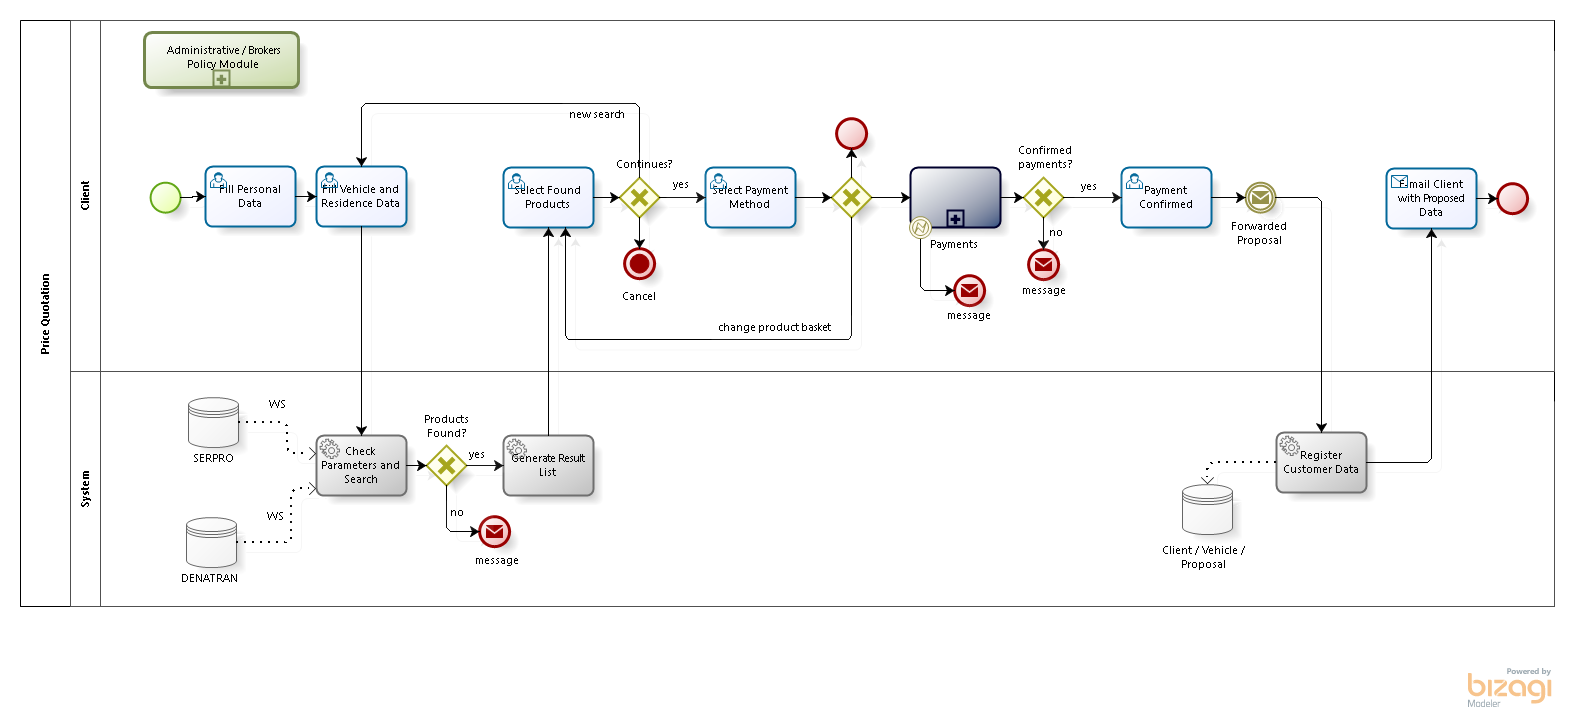 Administrative / Brokers
Policy Module
Price Quotation
Client
new search
Fill Personal
Data
Fill Vehicle and
Residence Data
Select Found
Products
Continues?
yes
Cancel
Select Payment
Method
change product basket
Payments
message
Confirmed
payments?
yes
no
message
Payment
Confirmed
Forwarded
Proposal
E.mail Client
with Proposed
Data
System
SERPRO
WS
DENATRAN
WS
Check
Parameters and
Search
Products
Found?
yes
no
message
Generate Result
List
Register
Customer Data
Client / Vehicle /
Proposal
Powered by
bizagi
Modeler